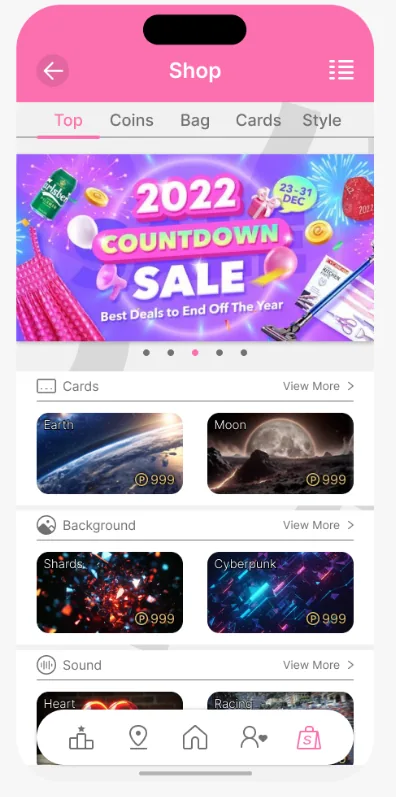 Shop
Top Coins Bag Cards Style
Carlsberg
2022
23-31
DEC
COUNTDOWN
SALE
Best Deals to End Off The Year
Cards View More
Earth Moon
P 999 P 999
Background View More
Shards Cyberpunk
P 999 P 999
Sound View More
Heart Racing
S